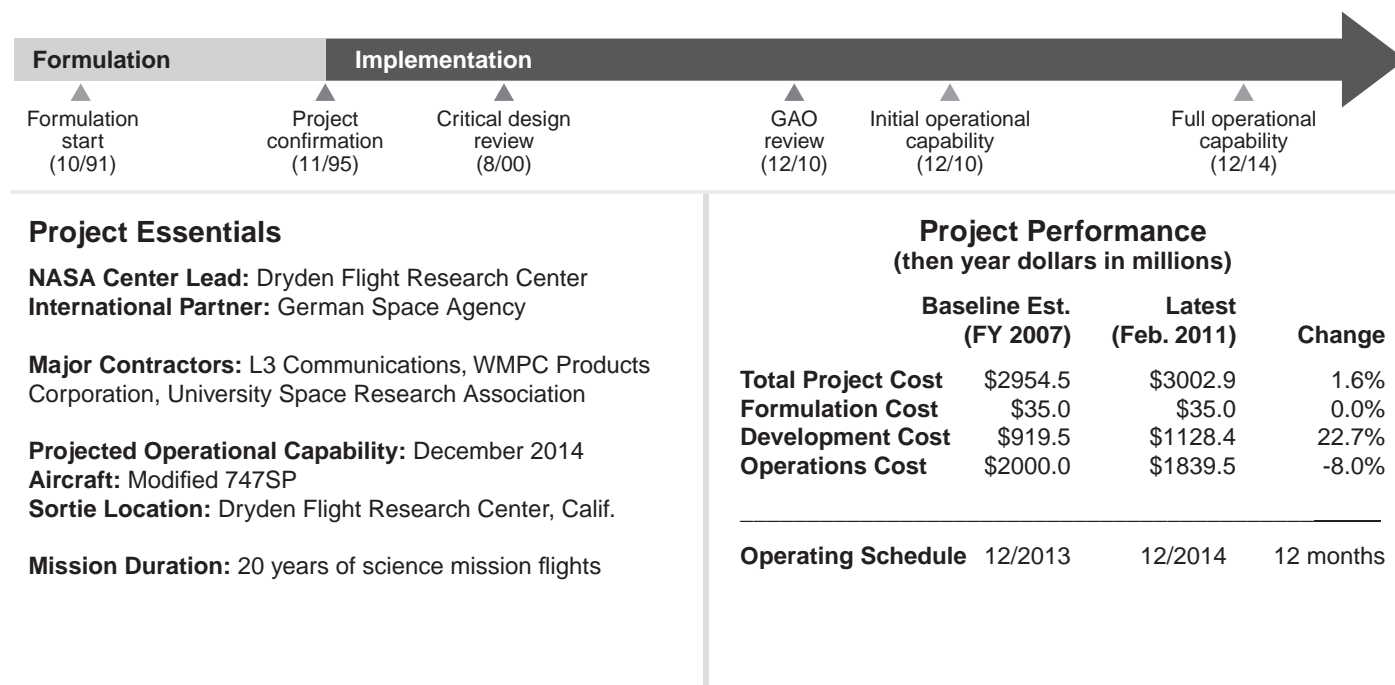 Formulation
Implementation
Formulation
start
(10/91)
Project
confirmation
(11/95)
Critical design
review
(8/00)
GAO
review
(12/10)
Initial operational
capability
(12/10)
Full operational
capability
(12/14)
Project Essentials
NASA Center Lead: Dryden Flight Research Center
International Partner: German Space Agency
Major Contractors: L3 Communications, WMPC Products
Corporation, University Space Research Association
Projected Operational Capability: December 2014
Aircraft: Modified 747SP
Sortie Location: Dryden Flight Research Center, Calif.
Mission Duration: 20 years of science mission flights
Project Performance
(then year dollars in millions)
Baseline Est. Latest
(FY 2007) (Feb. 2011) Change
Total Project Cost $2954.5 $3002.9 1.6%
Formulation Cost $35.0 $35.0 0.0%
Development Cost $919.5 $1128.4 22.7%
Operations Cost $2000.0 $1839.5 -8.0%
Operating Schedule 12/2013 12/2014 12 months